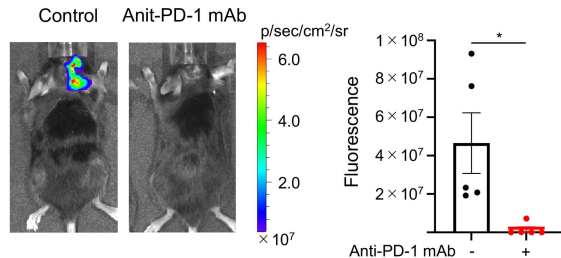 Control Anit-PD-1 mAb
p/sec/cm²/sr
6.0
4.0
2.0
×10⁷
Fluorescence
1×10⁸
8×10⁷
6×10⁷
4×10⁷
2×10⁷
*
Anti-PD-1 mAb - +